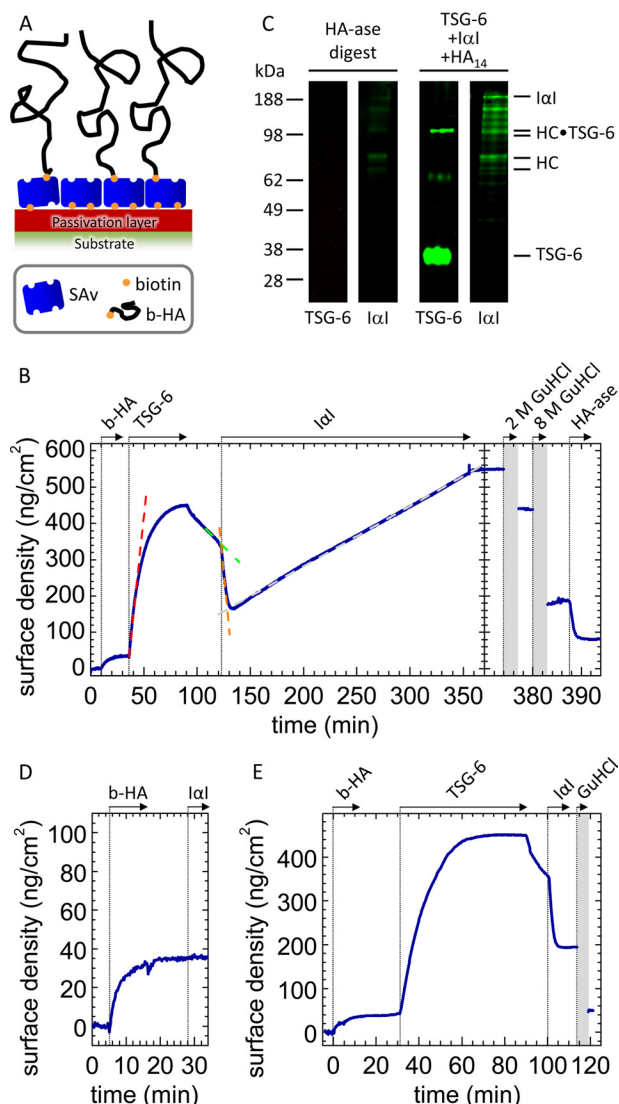 A
Passivation layer
Substrate
SAv
biotin
b-HA
C
HA-ase
digest
TSG-6
+IαI
+HA14
kDa
188
98
62
49
38
28
IαI
HC•TSG-6
HC
TSG-6
TSG-6 IαI TSG-6 IαI
B
b-HA
TSG-6
IαI
2 M GuHCl
8 M GuHCl
HA-ase
surface density (ng/cm²)
600
500
400
300
200
100
0
0 50 100 150 200 250 300 350 380 390
time (min)
time (min)
D
b-HA
IαI
surface density (ng/cm²)
100
80
60
40
20
0
0 10 20 30
time (min)
E
b-HA
TSG-6
IαI
GuHCl
surface density (ng/cm²)
400
300
200
100
0
0 20 40 60 80 100 120
time (min)